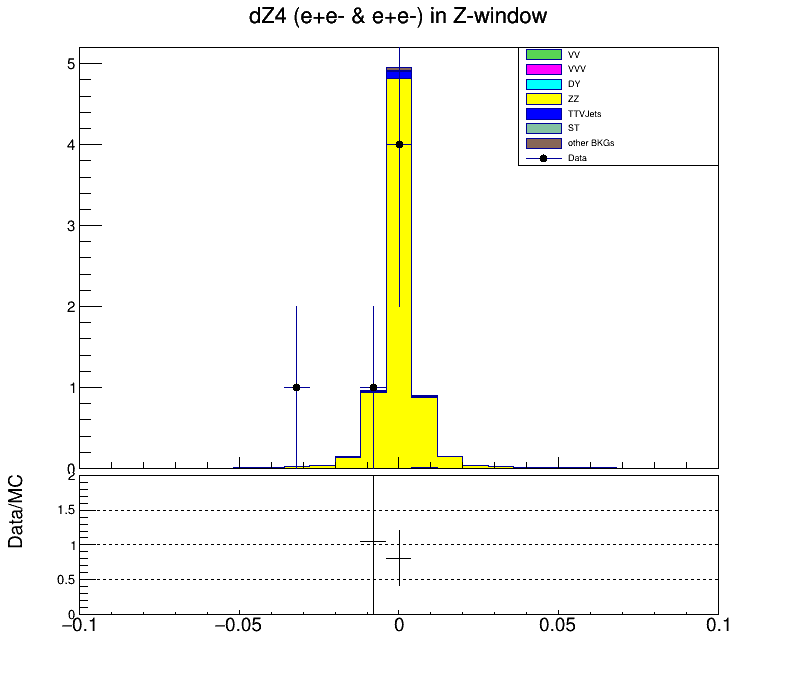 dZ4 (e+e- & e+e-) in Z-window
VV
VVV
DY
ZZ
TTVJets
ST
other BKGs
Data
5
4
3
2
1
0
Data/MC
2
1.5
1
0.5
0
−0.1 −0.05 0 0.05 0.1